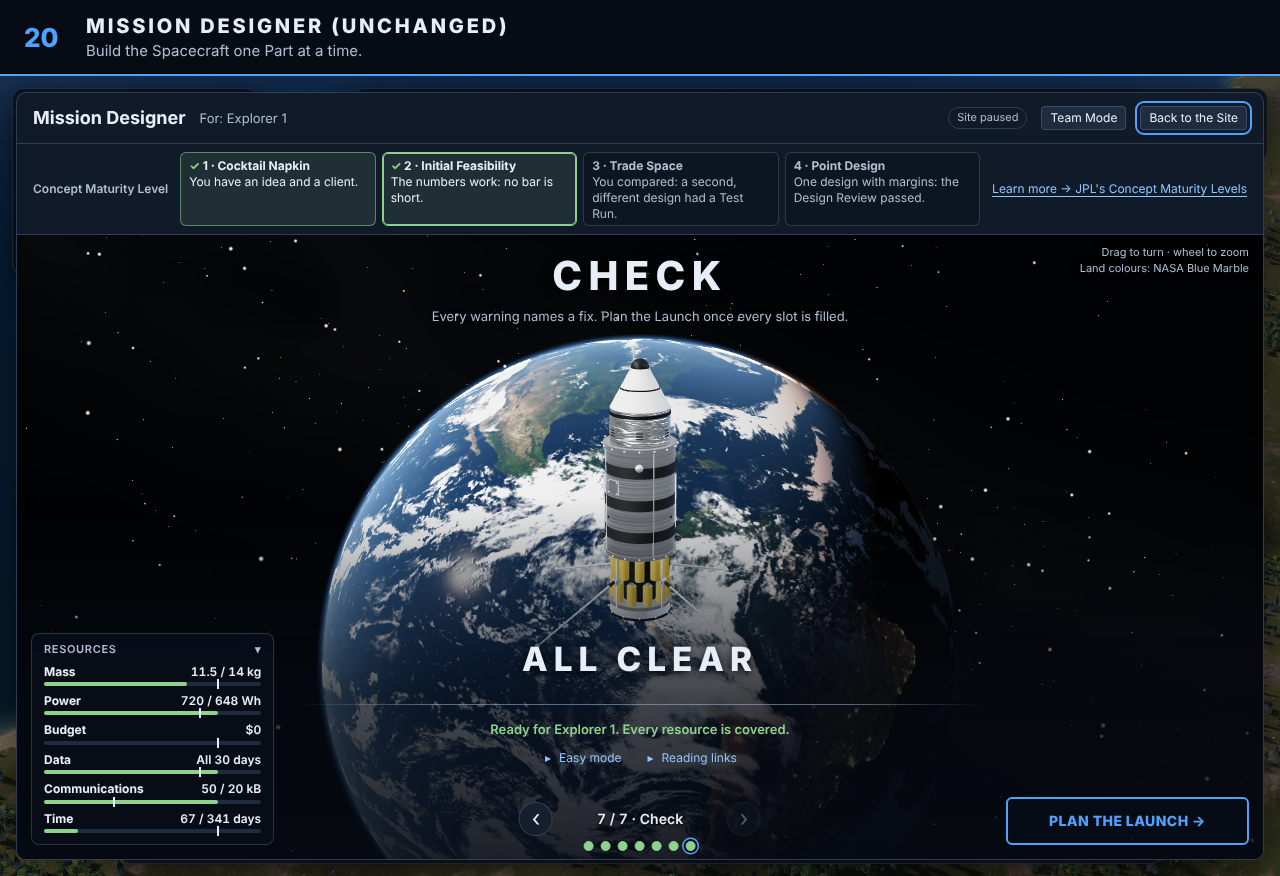 20
MISSION DESIGNER (UNCHANGED)
Build the Spacecraft one Part at a time.
Mission Designer
For: Explorer 1
Site paused
Team Mode
Back to the Site
Concept Maturity Level
✓ 1 · Cocktail Napkin
You have an idea and a client.
✓ 2 · Initial Feasibility
The numbers work: no bar is
short.
3 · Trade Space
You compared: a second,
different design had a Test
Run.
4 · Point Design
One design with margins: the
Design Review passed.
Learn more → JPL's Concept Maturity Levels
Drag to turn · wheel to zoom
Land colours: NASA Blue Marble
CHECK
Every warning names a fix. Plan the Launch once every slot is filled.
ALL CLEAR
Ready for Explorer 1. Every resource is covered.
▸ Easy mode
▸ Reading links
RESOURCES ▾
Mass 11.5 / 14 kg
Power 720 / 648 Wh
Budget $0
Data All 30 days
Communications 50 / 20 kB
Time 67 / 341 days
‹ 7 / 7 · Check ›
PLAN THE LAUNCH →